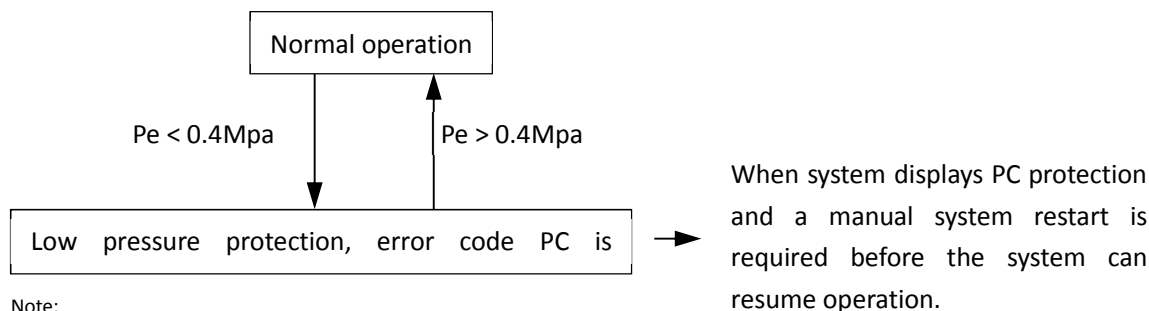 Normal operation
Pe < 0.4Mpa
Pe > 0.4Mpa
Low pressure protection, error code PC is
When system displays PC protection
and a manual system restart is
required before the system can
resume operation.
Note: